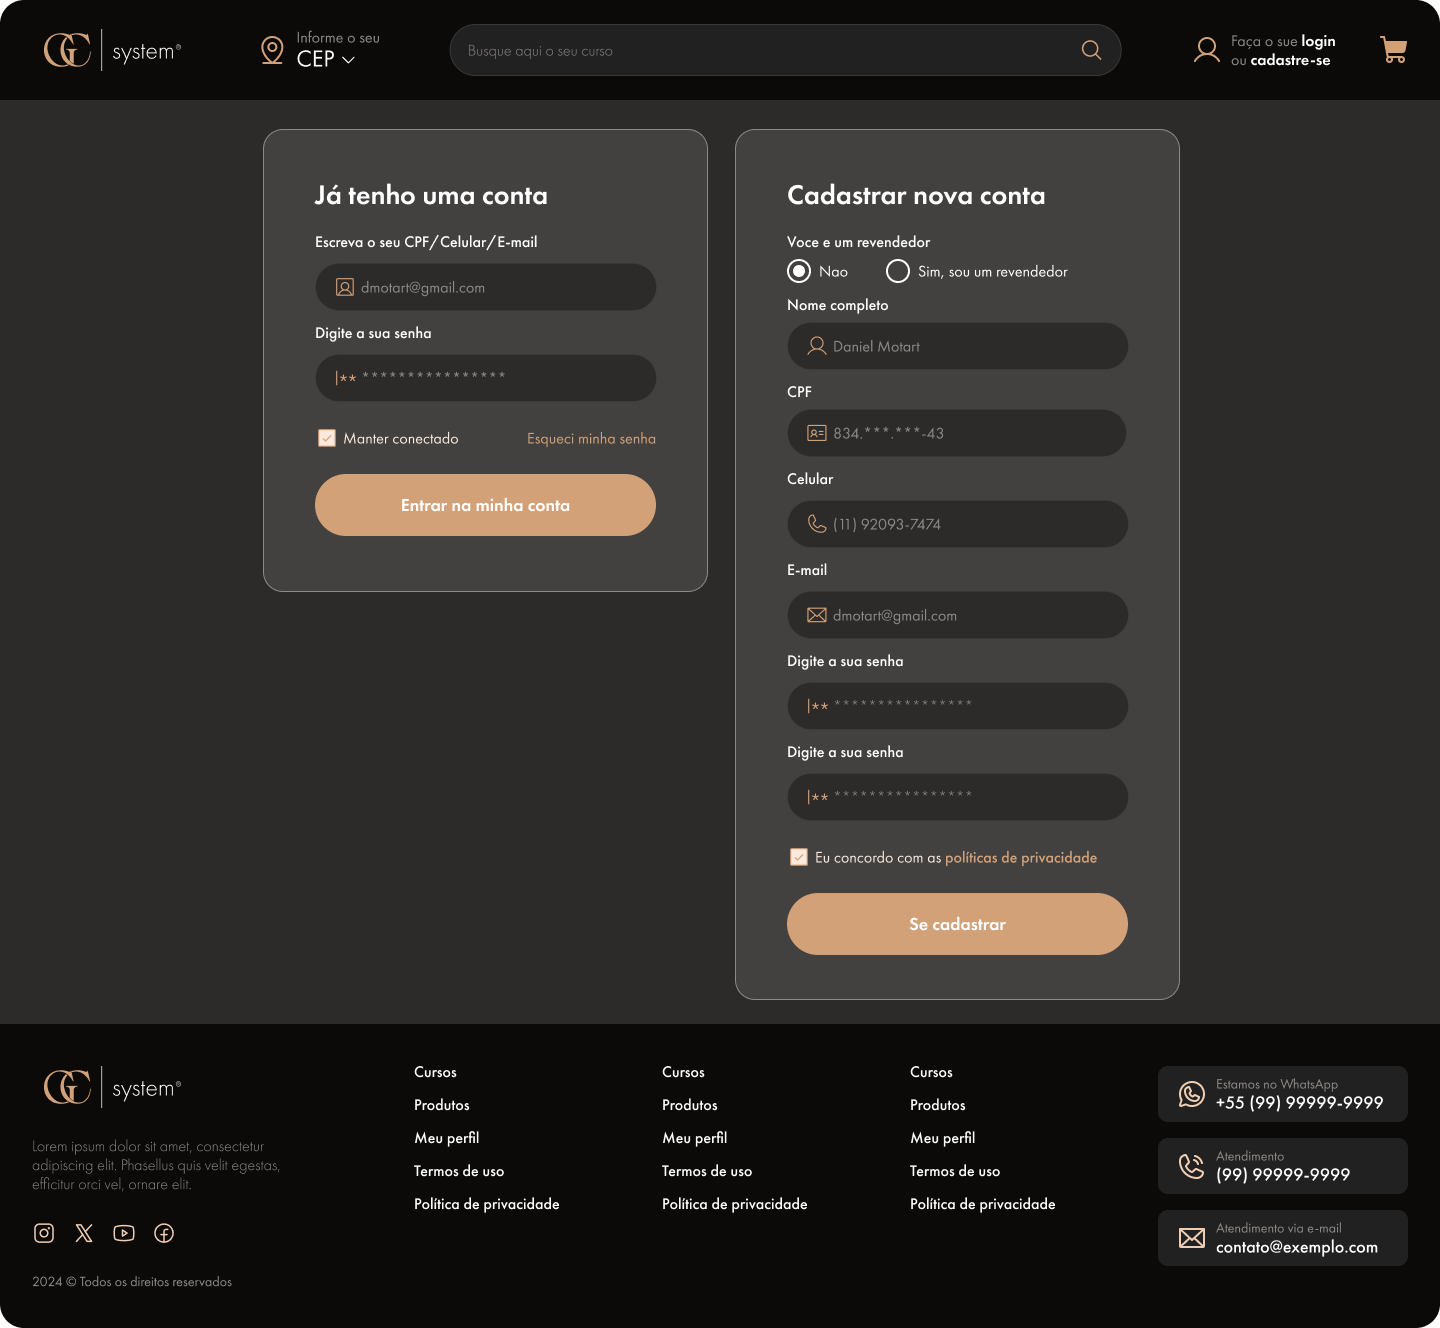 GC | system®
Informe o seu
CEP
Busque aqui o seu curso
Faça o sue login
ou cadastre-se
Já tenho uma conta
Escreva o seu CPF/Celular/E-mail
dmotart@gmail.com
Digite a sua senha
|** ****************
Manter conectado
Esqueci minha senha
Entrar na minha conta
Cadastrar nova conta
Voce e um revendedor
Nao
Sim, sou um revendedor
Nome completo
Daniel Motart
CPF
834.***.***-43
Celular
(11) 92093-7474
E-mail
dmotart@gmail.com
Digite a sua senha
|** ****************
Digite a sua senha
|** ****************
Eu concordo com as políticas de privacidade
Se cadastrar
GC | system®
Lorem ipsum dolor sit amet, consectetur
adipiscing elit. Phasellus quis velit egestas,
efficitur orci vel, ornare elit.
2024 © Todos os direitos reservados
Cursos
Produtos
Meu perfil
Termos de uso
Política de privacidade
Cursos
Produtos
Meu perfil
Termos de uso
Política de privacidade
Cursos
Produtos
Meu perfil
Termos de uso
Política de privacidade
Estamos no WhatsApp
+55 (99) 99999-9999
Atendimento
(99) 99999-9999
Atendimento via e-mail
contato@exemplo.com